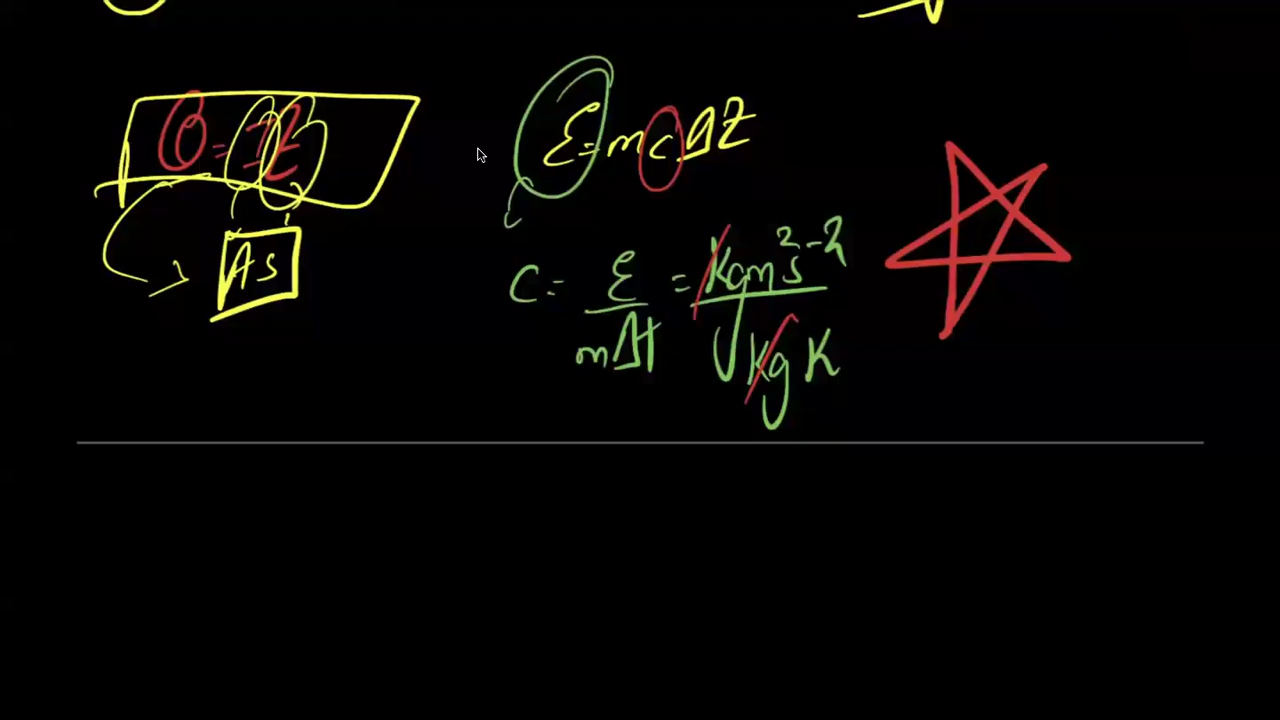 Q = It
E = mcΔt
As
c = E / mΔt = kgm²s⁻² / kg K